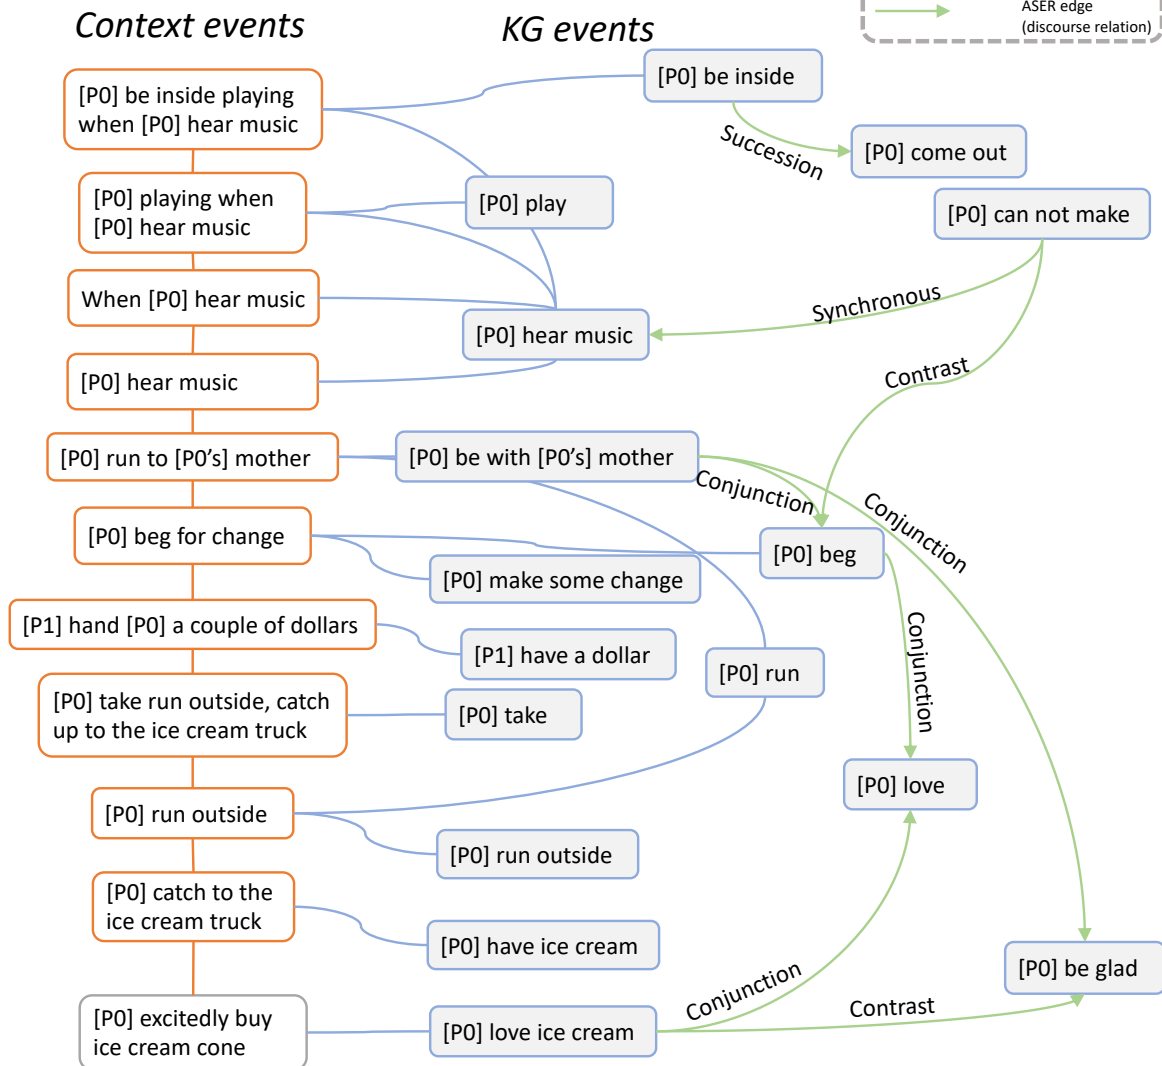 ASER edge
(discourse relation)
Context events
KG events
[P0] be inside playing
when [P0] hear music
[P0] be inside
Succession
[P0] come out
[P0] playing when
[P0] hear music
[P0] play
[P0] can not make
When [P0] hear music
Synchronous
[P0] hear music
[P0] hear music
Contrast
[P0] run to [P0's] mother
[P0] be with [P0's] mother
Conjunction
Conjunction
[P0] beg for change
[P0] beg
[P0] make some change
[P1] hand [P0] a couple of dollars
[P1] have a dollar
[P0] run
Conjunction
[P0] take run outside, catch
up to the ice cream truck
[P0] take
[P0] love
[P0] run outside
[P0] run outside
[P0] catch to the
ice cream truck
[P0] have ice cream
[P0] be glad
Conjunction
Contrast
[P0] excitedly buy
ice cream cone
[P0] love ice cream